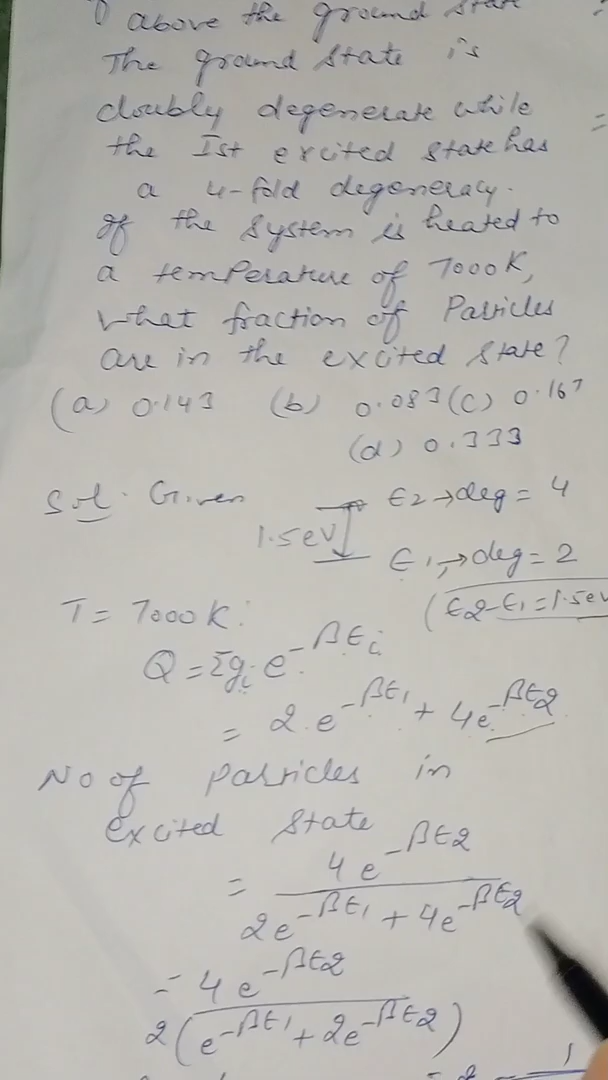 above the ground state
The ground state is
doubly degenerate while
the Ist excited state has
a 4-fold degeneracy.
If the system is heated to
a temperature of 7000K,
what fraction of Particles
are in the excited state?
(a) 0.143 (b) 0.083 (c) 0.167
(d) 0.333
Sol. Given
ϵ2→deg = 4
1.5eV
ϵ1,→deg=2
(ϵ2-ϵ1=1.5ev
T = 7000K.
Q = Σgi e^-βϵi
= 2.e^-βϵ1 + 4e^-βϵ2
No of particles in
excited state
= 4e^-βϵ2
2e^-βϵ1 + 4e^-βϵ2
= 4e^-βϵ2
2(e^-βϵ1 + 2e^-βϵ2)